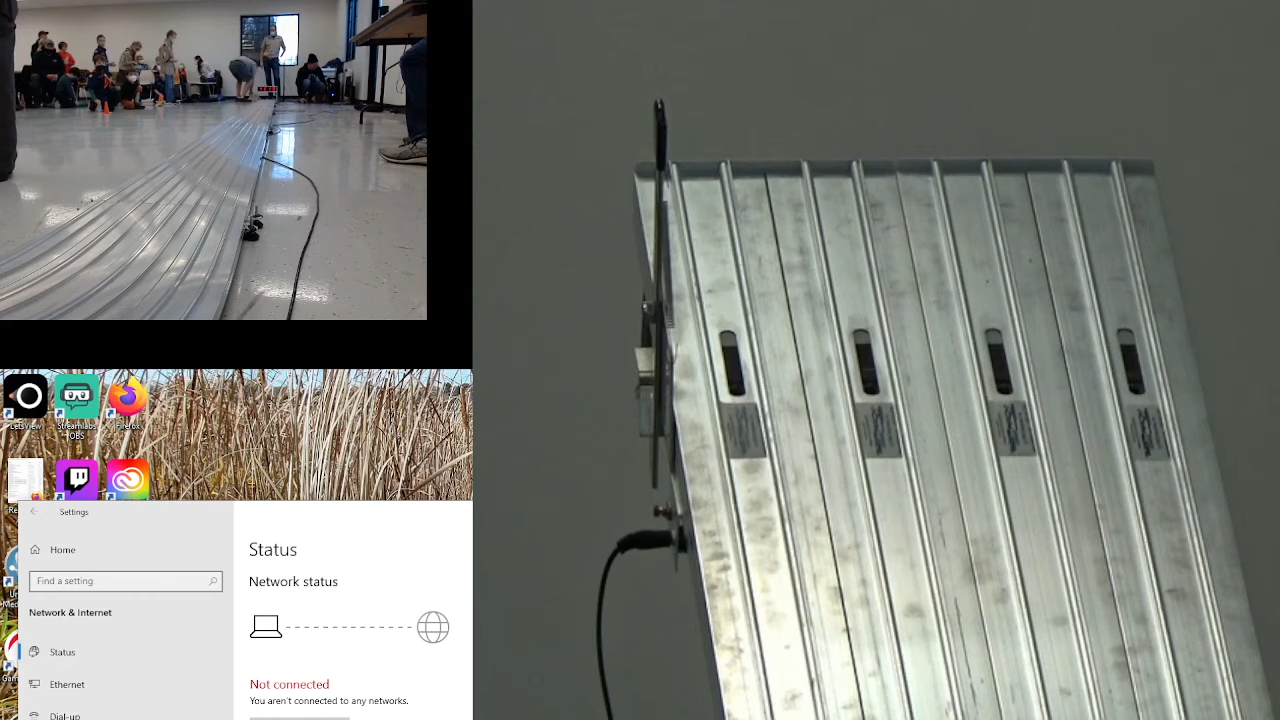 LetsView
Streamlabs
OBS
Firefox
Settings
Home
Find a setting
Network & Internet
Status
Ethernet
Dial-up
Status
Network status
Not connected
You aren't connected to any networks.